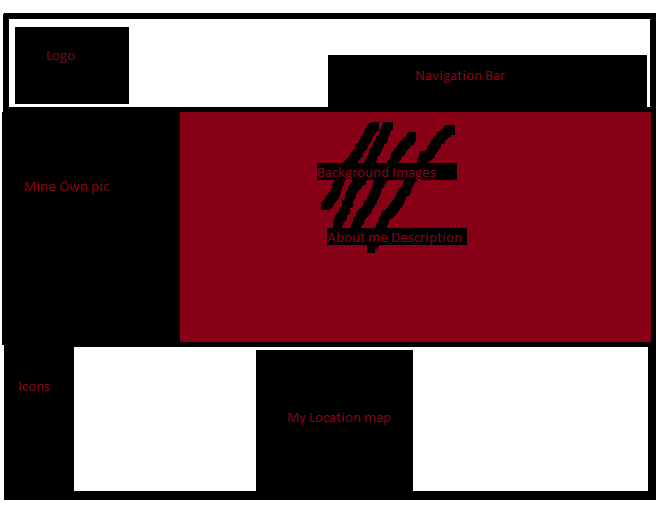 Logo
Navigation Bar
Mine Own pic
Background Images
About me Description
Icons
My Location map